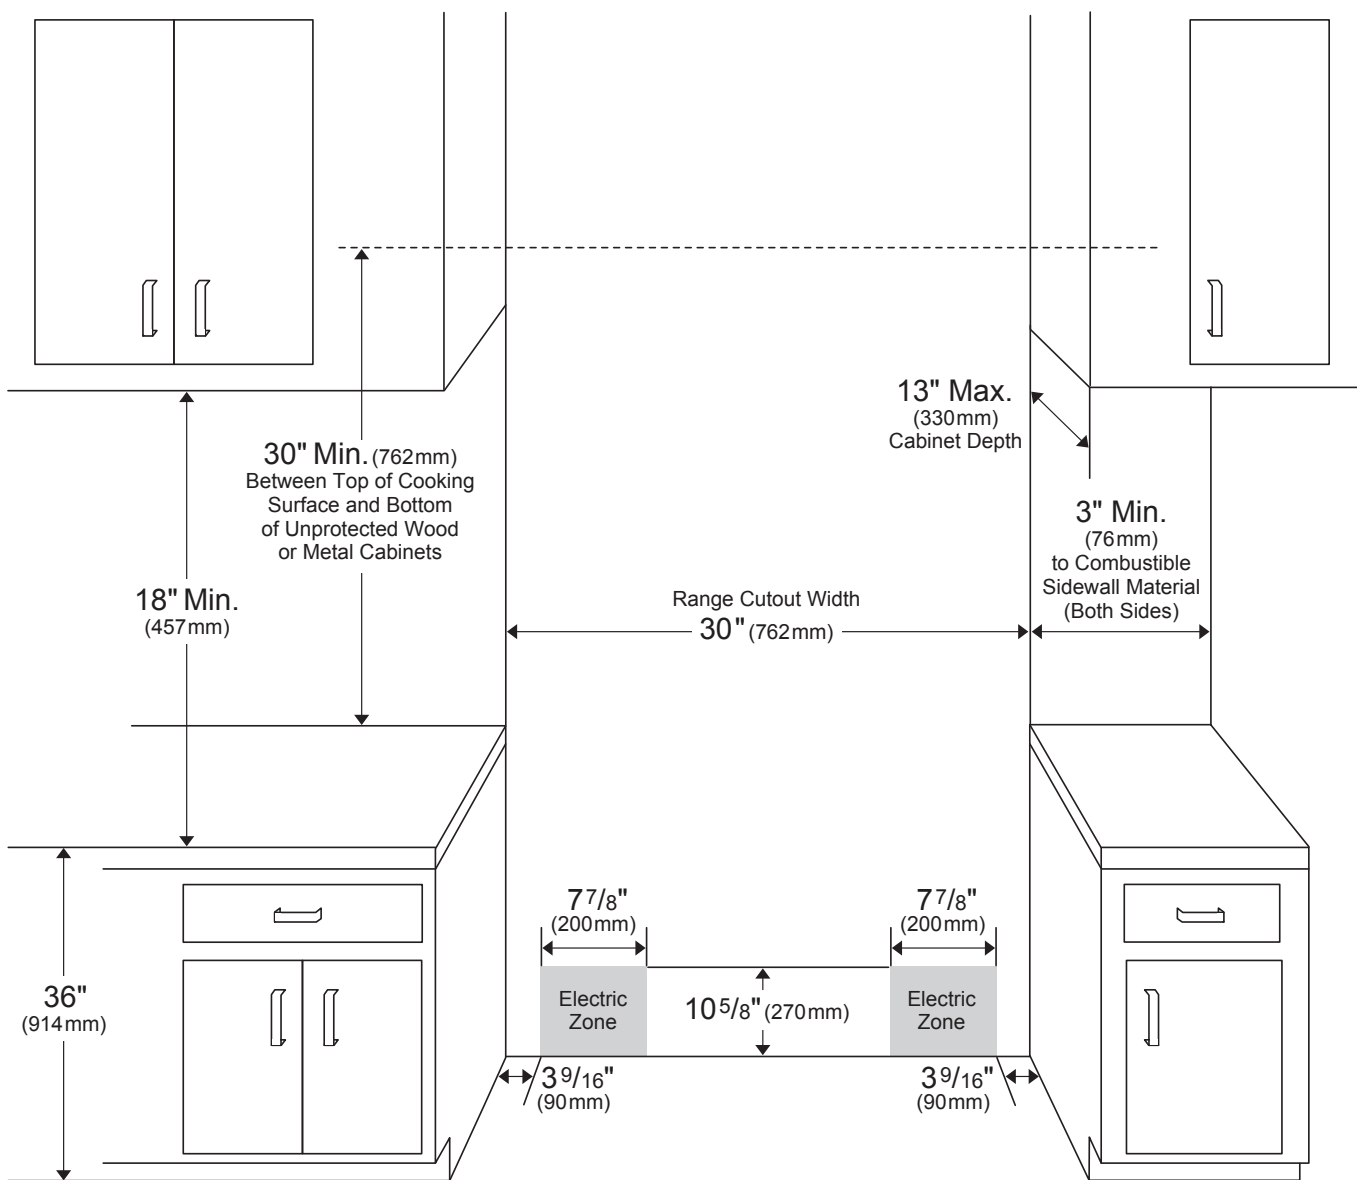 13" Max.
(330mm)
Cabinet Depth
30" Min. (762mm)
Between Top of Cooking
Surface and Bottom
of Unprotected Wood
or Metal Cabinets
3" Min.
(76mm)
to Combustible
Sidewall Material
(Both Sides)
18" Min.
(457mm)
Range Cutout Width
30" (762mm)
7 7/8"
(200mm)
7 7/8"
(200mm)
36"
(914mm)
Electric
Zone
10 5/8" (270mm)
Electric
Zone
3 9/16"
(90mm)
3 9/16"
(90mm)